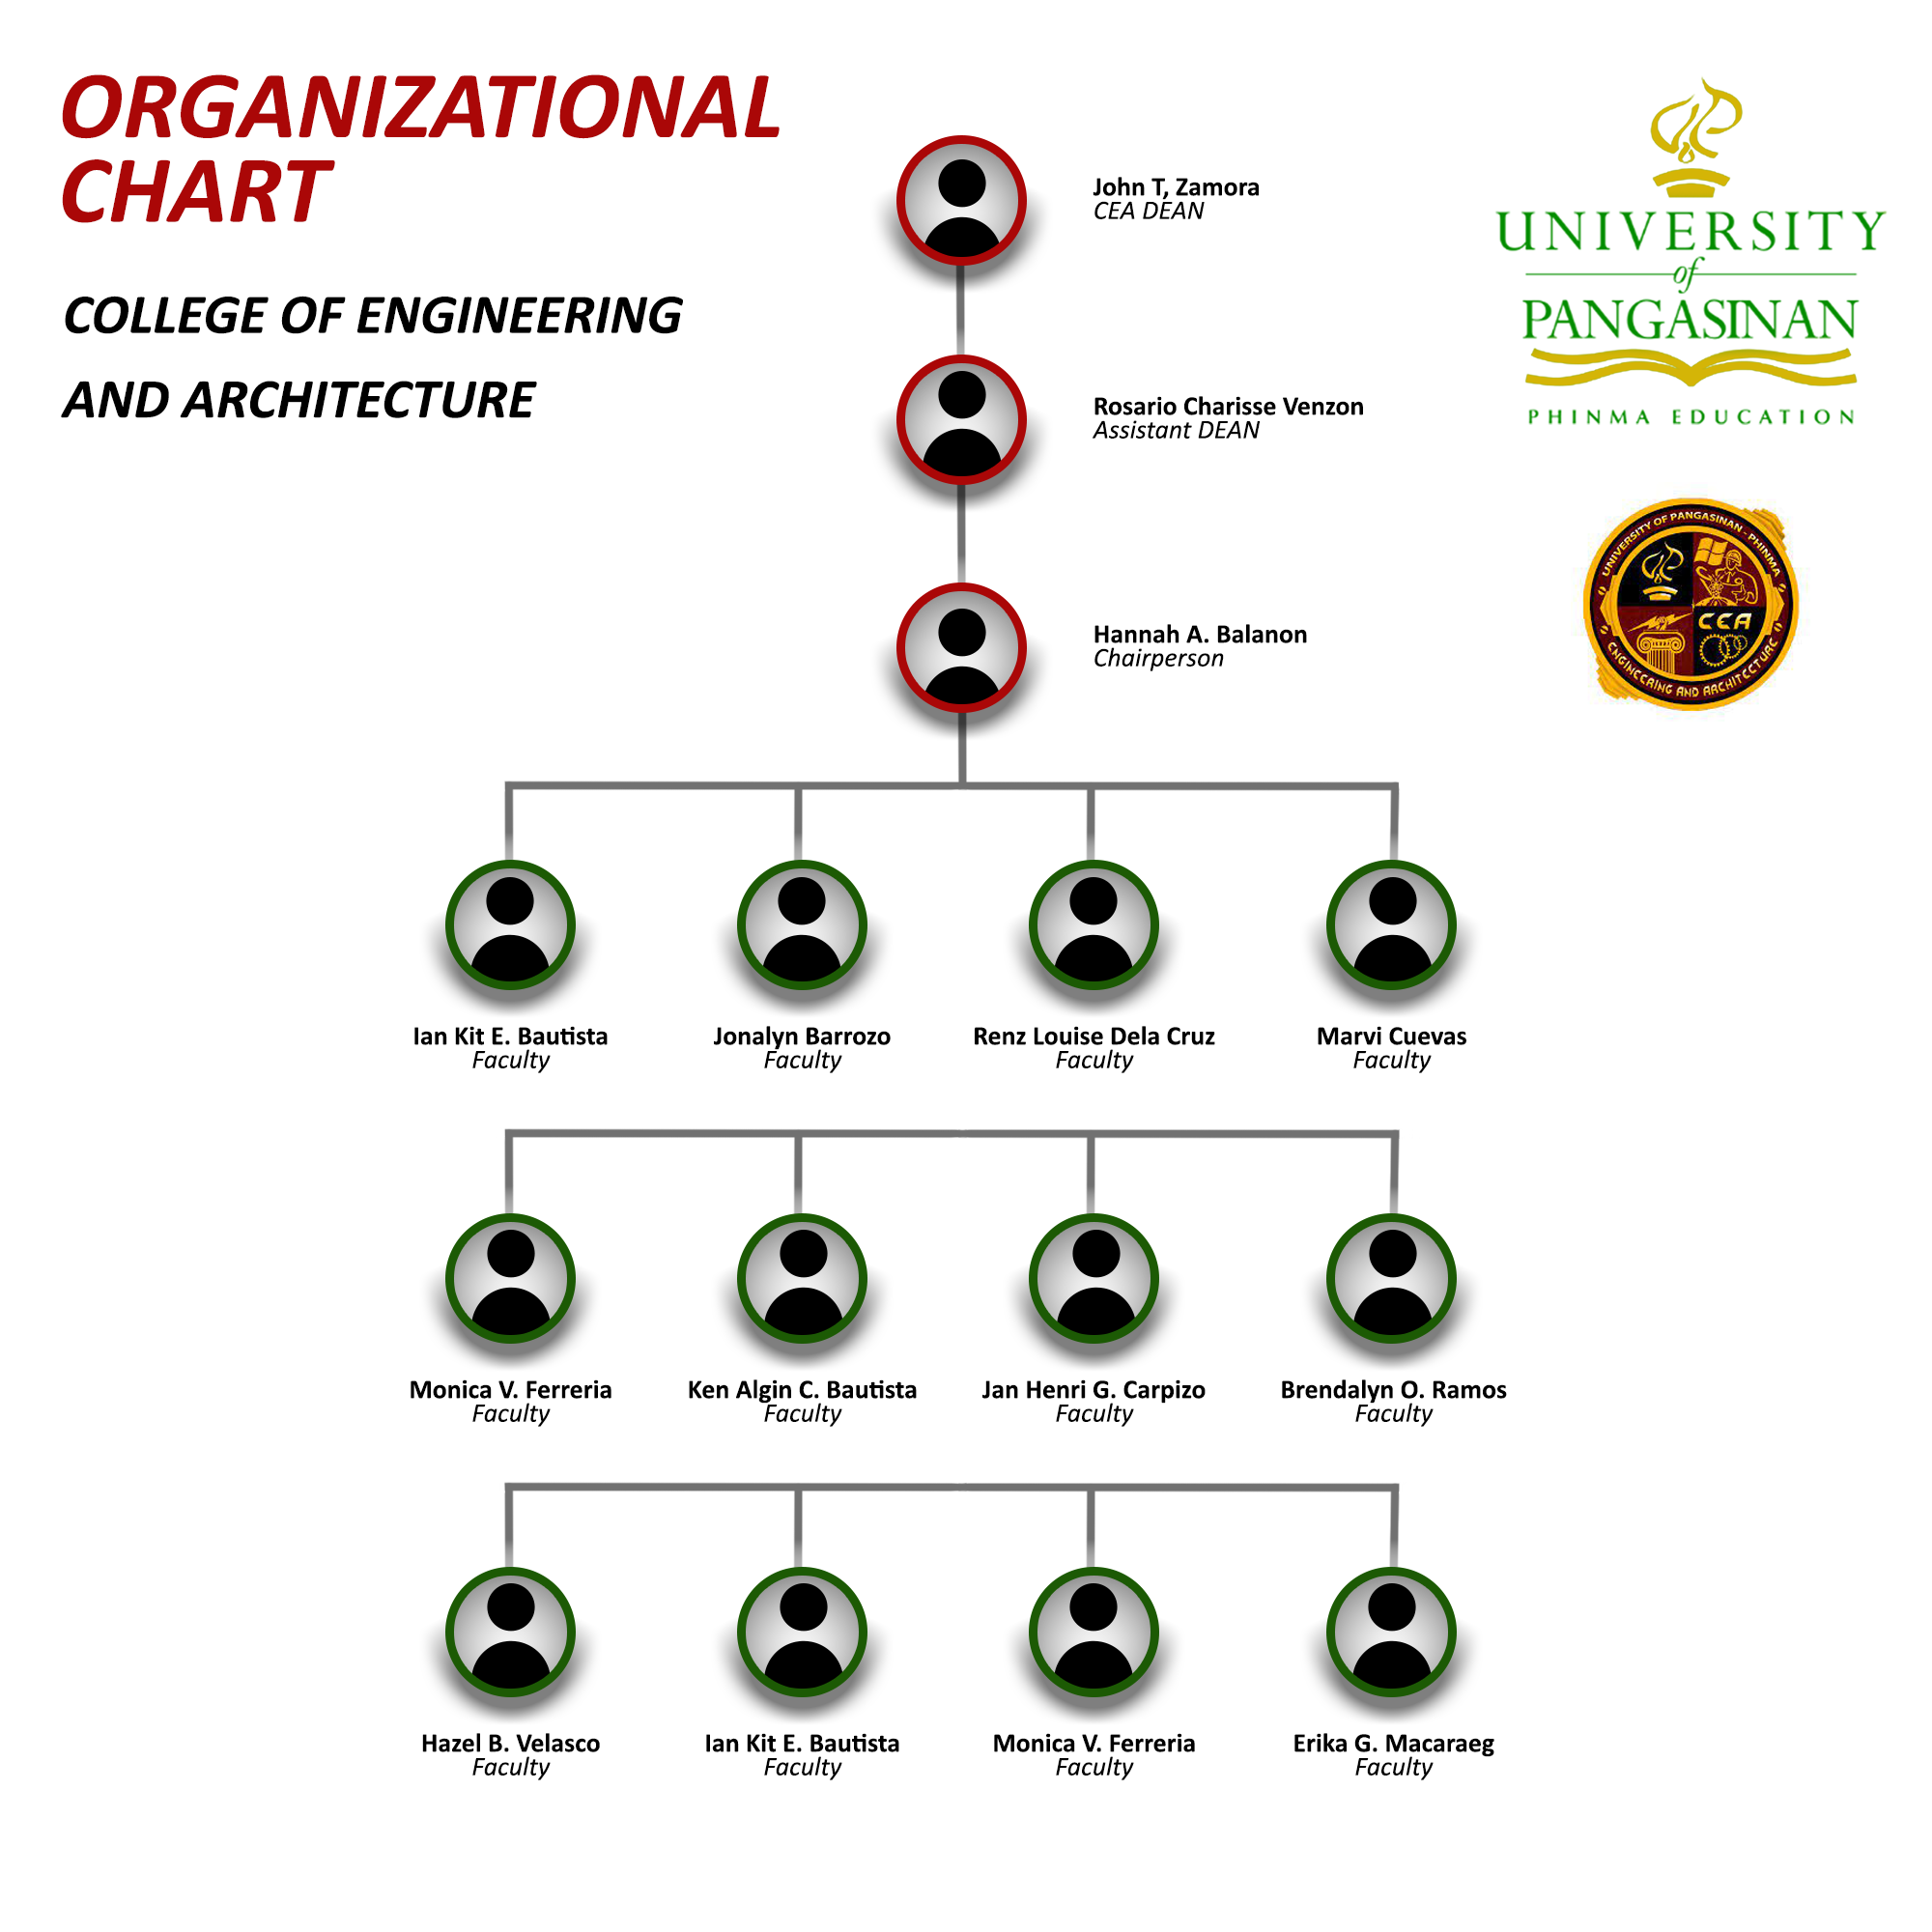 ORGANIZATIONAL
CHART
COLLEGE OF ENGINEERING
AND ARCHITECTURE
John T, Zamora
CEA DEAN
Rosario Charisse Venzon
Assistant DEAN
Hannah A. Balanon
Chairperson
UNIVERSITY
of
PANGASINAN
PHINMA EDUCATION
UNIVERSITY OF PANGASINAN - PHINMA
CEA
ENGINEERING AND ARCHITECTURE
Ian Kit E. Bautista
Faculty
Jonalyn Barrozo
Faculty
Renz Louise Dela Cruz
Faculty
Marvi Cuevas
Faculty
Monica V. Ferreria
Faculty
Ken Algin C. Bautista
Faculty
Jan Henri G. Carpizo
Faculty
Brendalyn O. Ramos
Faculty
Hazel B. Velasco
Faculty
Ian Kit E. Bautista
Faculty
Monica V. Ferreria
Faculty
Erika G. Macaraeg
Faculty